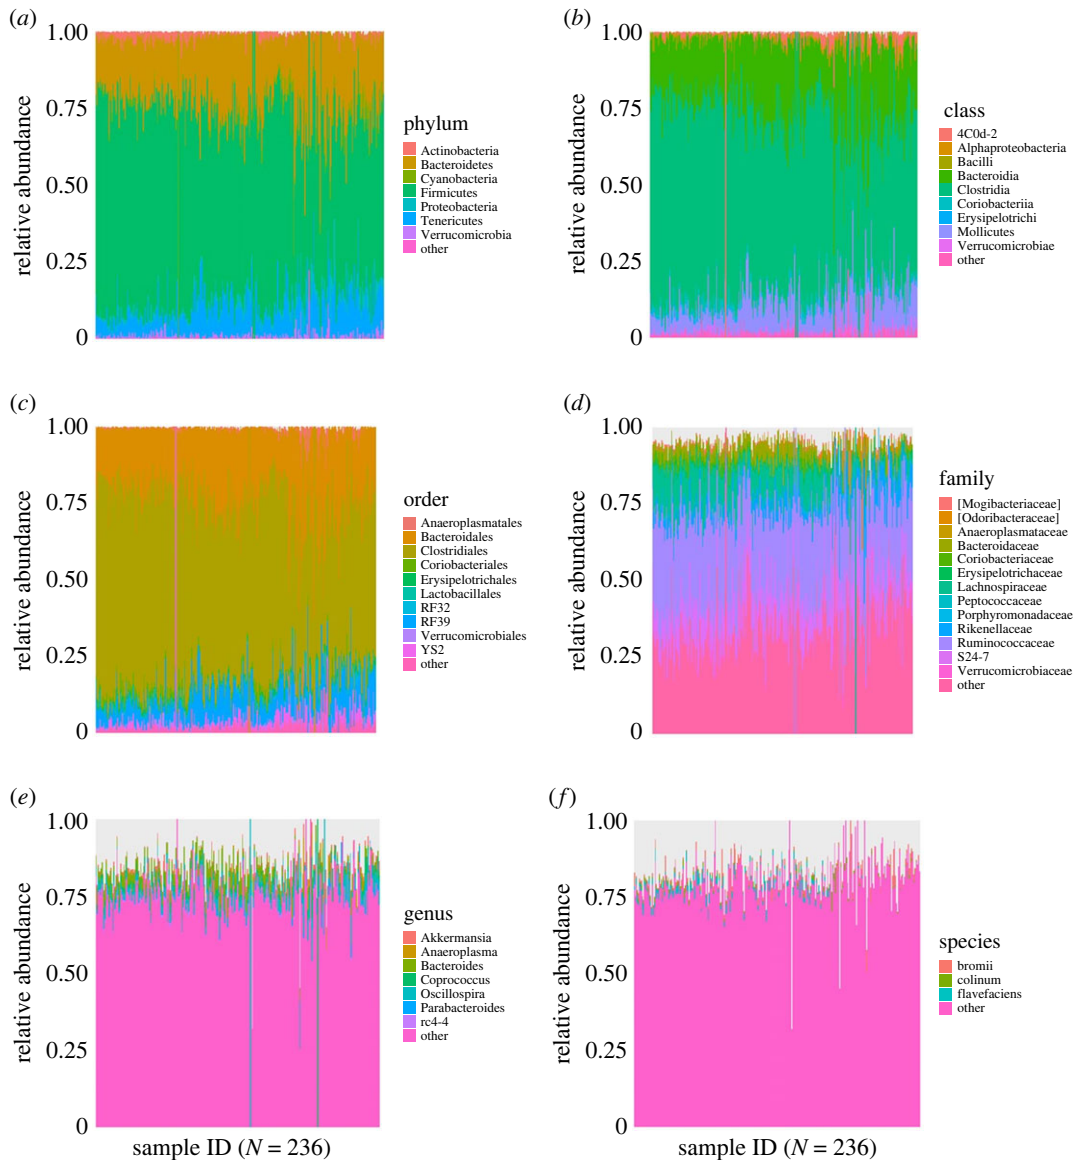 (a)
1.00
0.75
0.50
0.25
0
relative abundance
phylum
Actinobacteria
Bacteroidetes
Cyanobacteria
Firmicutes
Proteobacteria
Tenericutes
Verrucomicrobia
other
(b)
1.00
0.75
0.50
0.25
0
relative abundance
class
4C0d-2
Alphaproteobacteria
Bacilli
Bacteroidia
Clostridia
Coriobacteriia
Erysipelotrichi
Mollicutes
Verrucomicrobiae
other
(c)
1.00
0.75
0.50
0.25
0
relative abundance
order
Anaeroplasmatales
Bacteroidales
Clostridiales
Coriobacteriales
Erysipelotrichales
Lactobacillales
RF32
RF39
Verrucomicrobiales
YS2
other
(d)
1.00
0.75
0.50
0.25
0
relative abundance
family
[Mogibacteriaceae]
[Odoribacteraceae]
Anaeroplasmataceae
Bacteroidaceae
Coriobacteriaceae
Erysipelotrichaceae
Lachnospiraceae
Peptococcaceae
Porphyromonadaceae
Rikenellaceae
Ruminococcaceae
S24-7
Verrucomicrobiaceae
other
(e)
1.00
0.75
0.50
0.25
0
relative abundance
genus
Akkermansia
Anaeroplasma
Bacteroides
Coprococcus
Oscillospira
Parabacteroides
rc4-4
other
sample ID (N = 236)
(f)
1.00
0.75
0.50
0.25
0
relative abundance
species
bromii
colinum
flavefaciens
other
sample ID (N = 236)